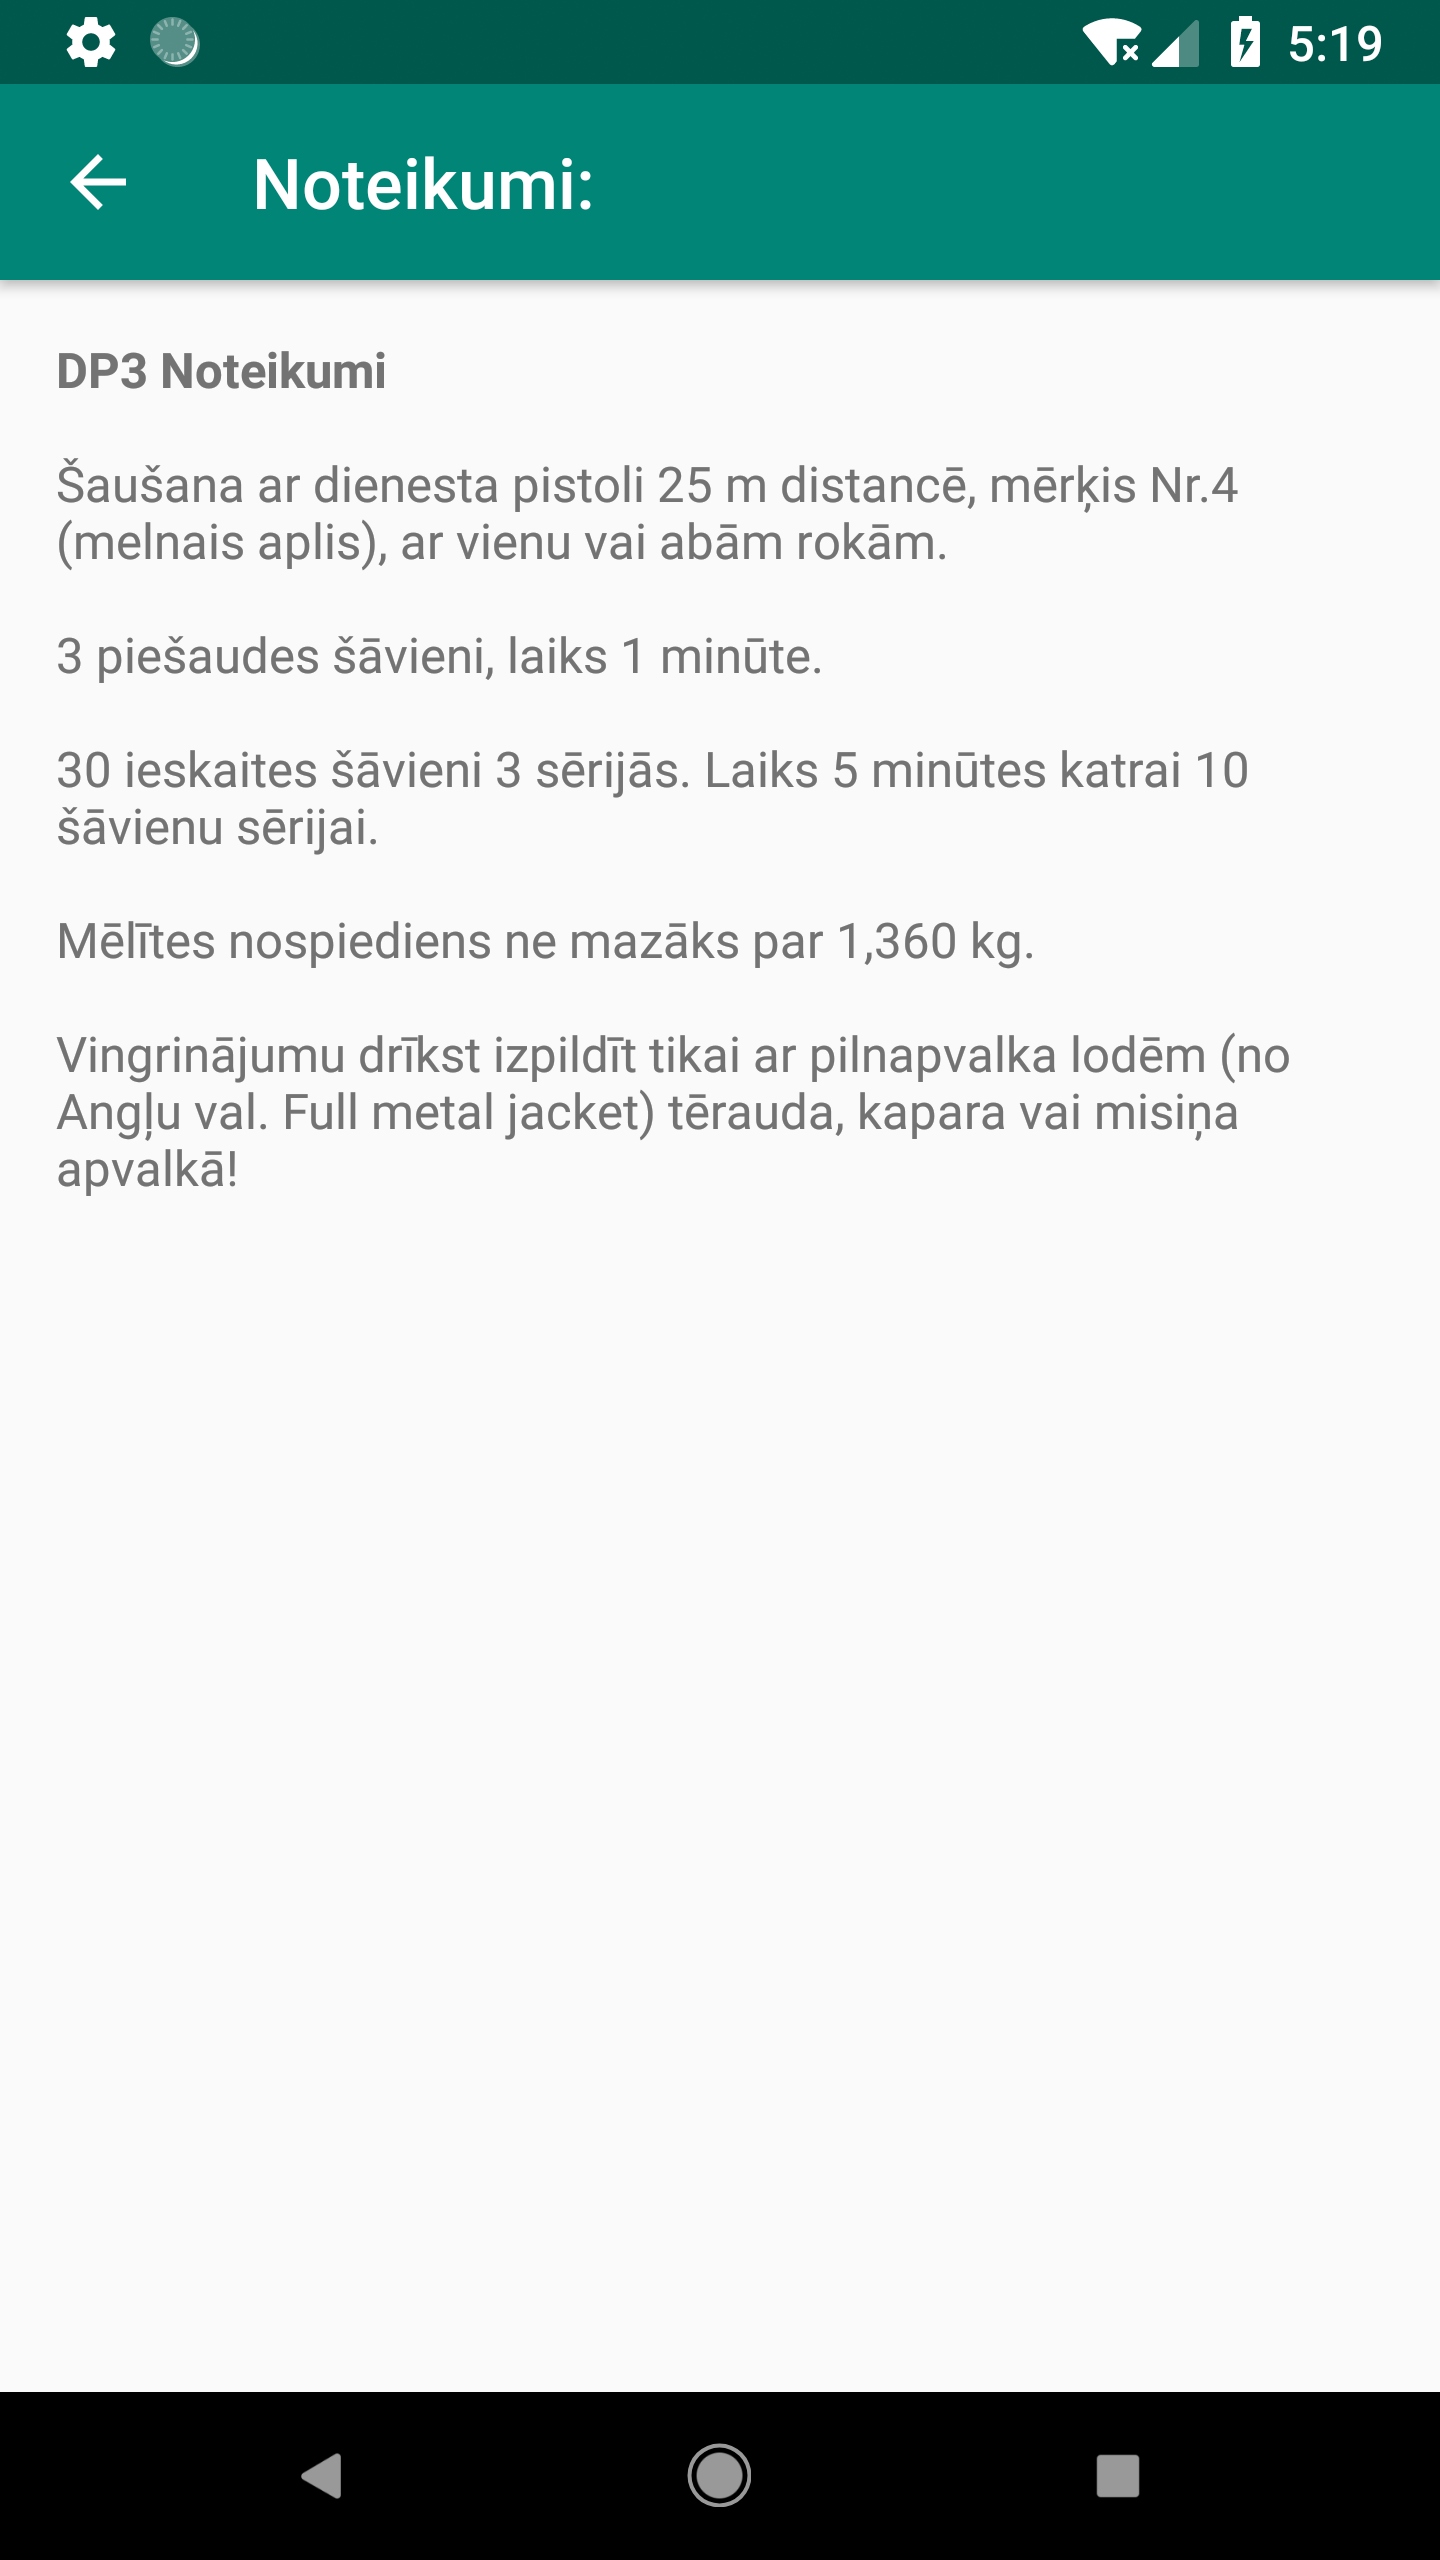 5:19
Noteikumi:
DP3 Noteikumi
Šaušana ar dienesta pistoli 25 m distancē, mērķis Nr.4
(melnais aplis), ar vienu vai abām rokām.
3 piešaudes šāvieni, laiks 1 minūte.
30 ieskaites šāvieni 3 sērijās. Laiks 5 minūtes katrai 10
šāvienu sērijai.
Mēlītes nospiediens ne mazāks par 1,360 kg.
Vingrinājumu drīkst izpildīt tikai ar pilnapvalka lodēm (no
Angļu val. Full metal jacket) tērauda, kapara vai misiņa
apvalkā!